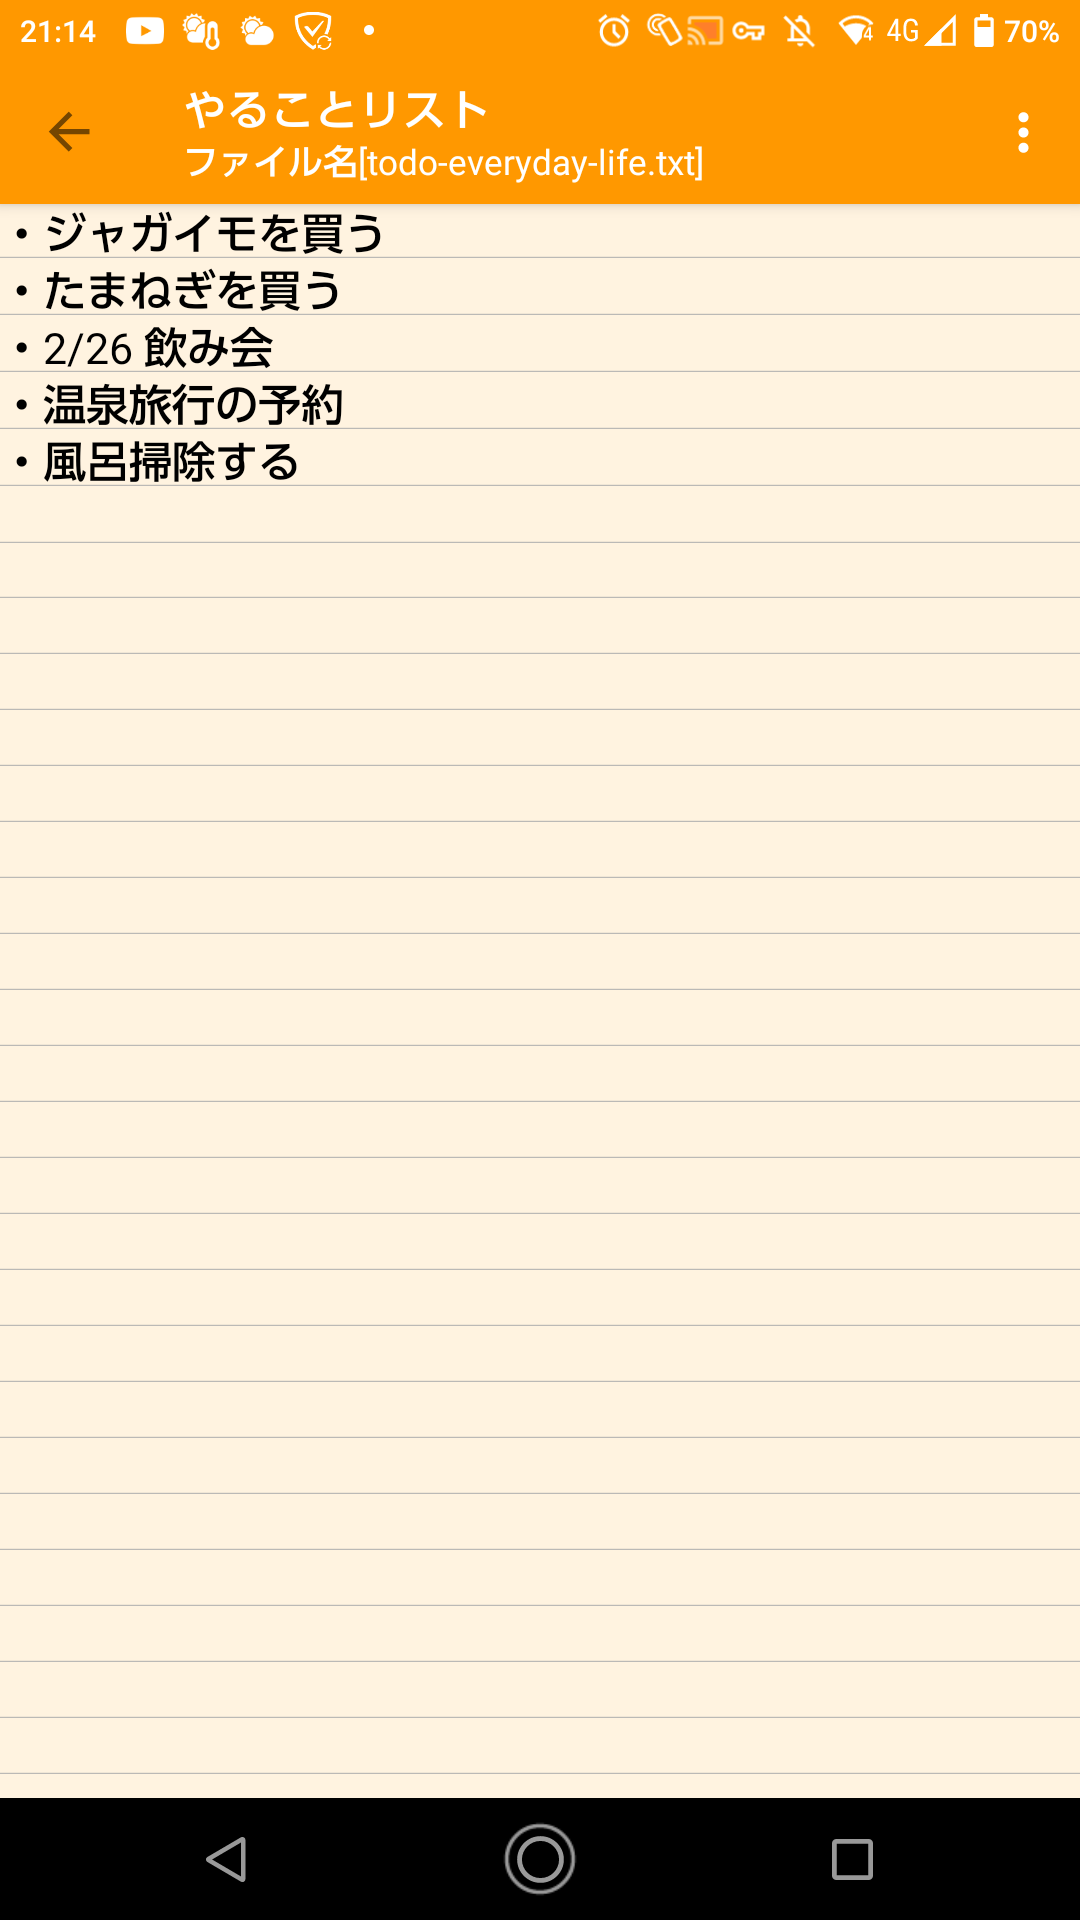 21:14 4G 70%
やることリスト
ファイル名[todo-everyday-life.txt]
・ジャガイモを買う
・たまねぎを買う
・2/26 飲み会
・温泉旅行の予約
・風呂掃除する